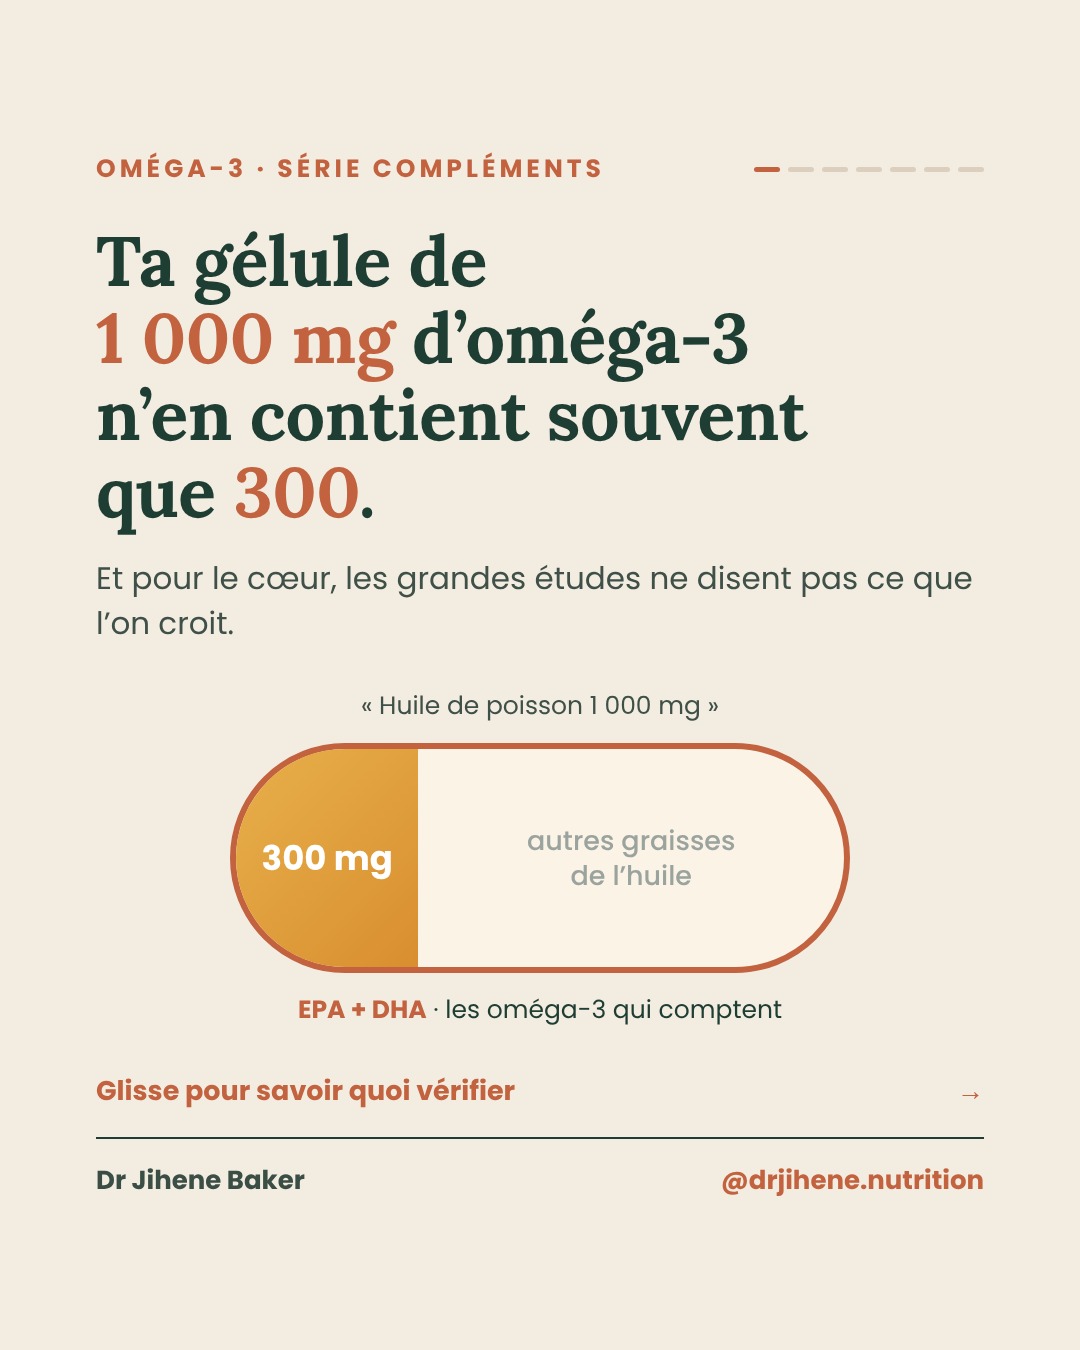 OMÉGA-3 · SÉRIE COMPLÉMENTS
Ta gélule de
1 000 mg d’oméga-3
n’en contient souvent
que 300.
Et pour le cœur, les grandes études ne disent pas ce que
l’on croit.
« Huile de poisson 1 000 mg »
300 mg
autres graisses
de l’huile
EPA + DHA · les oméga-3 qui comptent
Glisse pour savoir quoi vérifier →
Dr Jihene Baker
@drjihene.nutrition